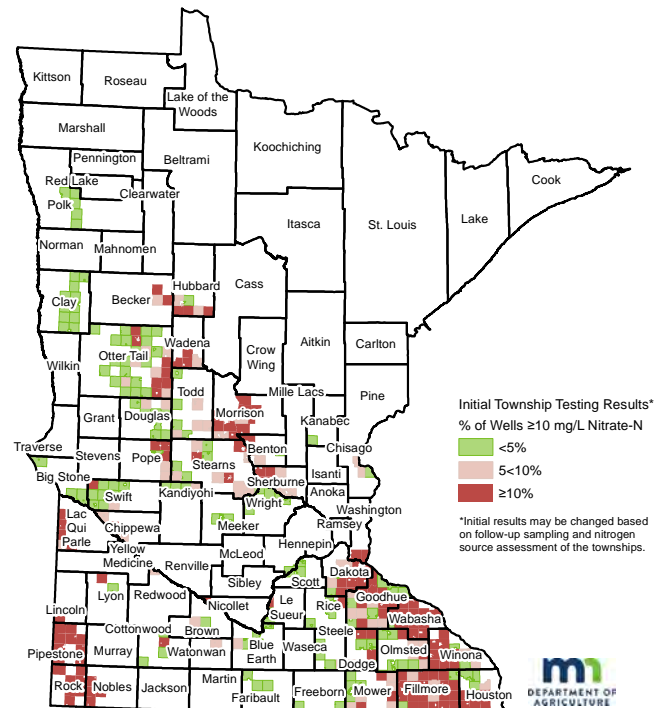 Kittson
Roseau
Lake of the
Woods
Marshall
Koochiching
Pennington
Beltrami
Red Lake
Clearwater
Polk
Cook
Itasca
St. Louis
Lake
Norman
Mahnomen
Hubbard
Cass
Clay
Becker
Wadena
Aitkin
Carlton
Otter Tail
Crow
Wing
Wilkin
Todd
Mille Lacs
Pine
Grant
Douglas
Morrison
Kanabec
Traverse
Stevens
Pope
Stearns
Benton
Chisago
Big Stone
Isanti
Sherburne
Swift
Kandiyohi
Anoka
Wright
Washington
Lac
Qui
Parle
Chippewa
Meeker
Ramsey
Hennepin
Yellow
Medicine
Renville
McLeod
Dakota
Sibley
Scott
Lyon
Redwood
Nicollet
Le
Sueur
Rice
Goodhue
Wabasha
Lincoln
Cottonwood
Brown
Steele
Pipestone
Murray
Watonwan
Blue
Earth
Waseca
Olmsted
Winona
Dodge
Rock
Nobles
Jackson
Martin
Faribault
Freeborn
Mower
Fillmore
Houston
Initial Township Testing Results*
% of Wells ≥10 mg/L Nitrate-N
<5%
5<10%
≥10%
*Initial results may be changed based
on follow-up sampling and nitrogen
source assessment of the townships.
mn
DEPARTMENT OF
AGRICULTURE